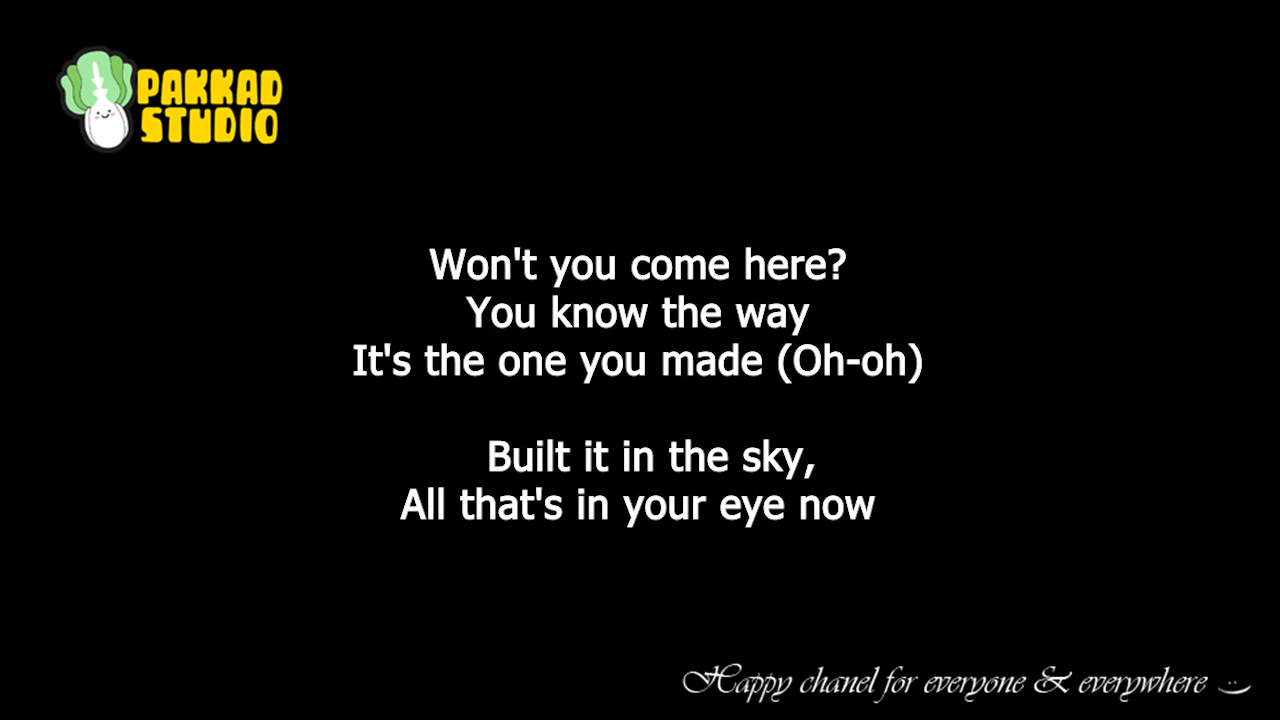 PAKKAD
STUDIO
Won't you come here?
You know the way
It's the one you made (Oh-oh)
Built it in the sky,
All that's in your eye now
Happy chanel for everyone & everywhere :)